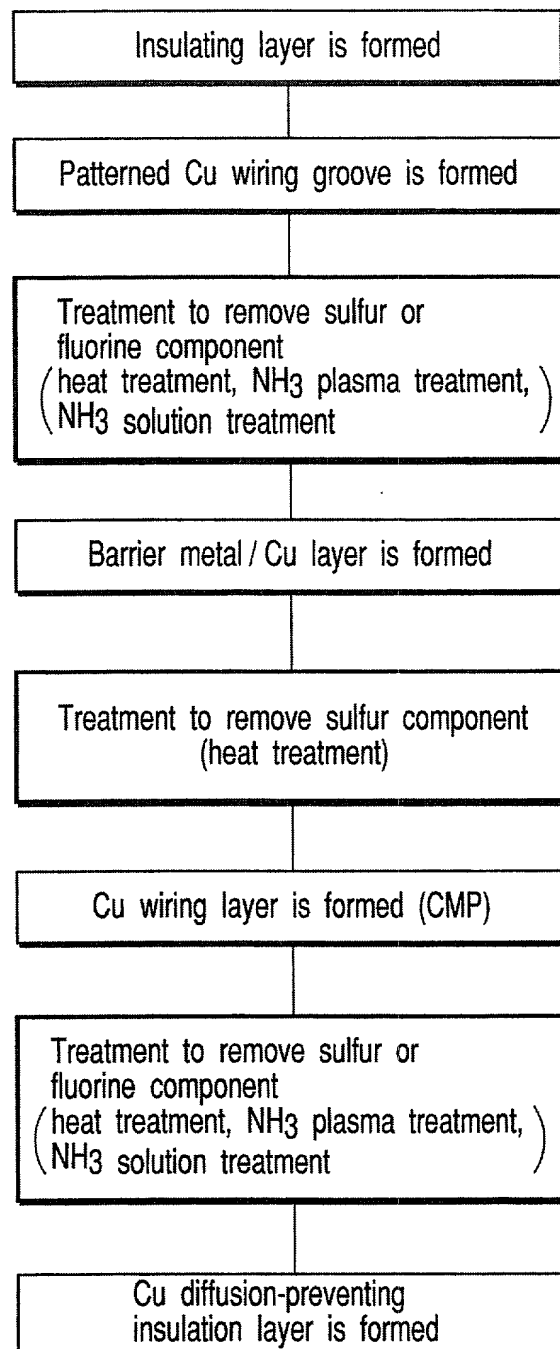 Insulating layer is formed
Patterned Cu wiring groove is formed
Treatment to remove sulfur or
fluorine component
(heat treatment, NH3 plasma treatment,
NH3 solution treatment)
Barrier metal / Cu layer is formed
Treatment to remove sulfur component
(heat treatment)
Cu wiring layer is formed (CMP)
Treatment to remove sulfur or
fluorine component
(heat treatment, NH3 plasma treatment,
NH3 solution treatment)
Cu diffusion-preventing
insulation layer is formed